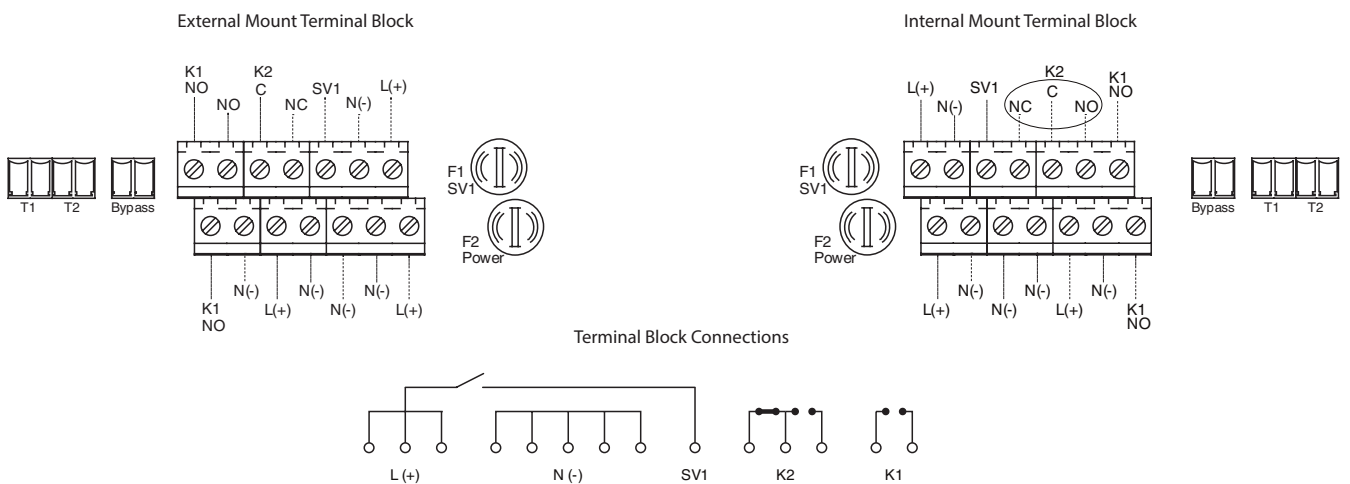 External Mount Terminal Block
K1
NO
NO
K2
C
NC
SV1
N(-)
L(+)
T1
T2
Bypass
F1
SV1
F2
Power
K1
NO
N(-)
L(+)
N(-)
N(-)
N(-)
L(+)
Internal Mount Terminal Block
L(+)
N(-)
SV1
K2
NC
C
NO
K1
NO
F1
SV1
F2
Power
Bypass
T1
T2
L(+)
N(-)
N(-)
N(-)
L(+)
N(-)
K1
NO
Terminal Block Connections
L (+)
N (-)
SV1
K2
K1